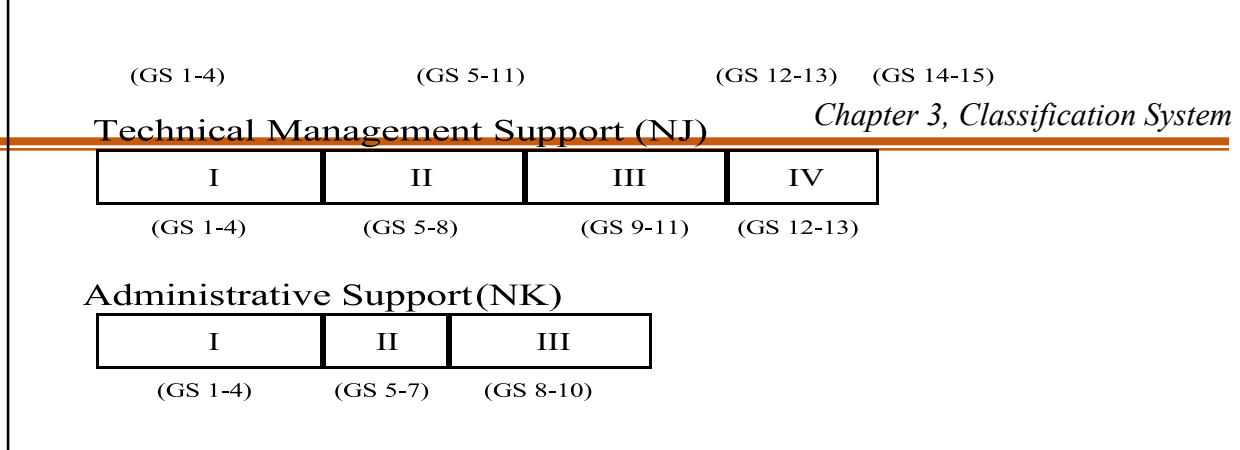 (GS 1-4) (GS 5-11) (GS 12-13) (GS 14-15)
Chapter 3, Classification System
Technical Management Support (NJ)
I II III IV
(GS 1-4) (GS 5-8) (GS 9-11) (GS 12-13)
Administrative Support(NK)
I II III
(GS 1-4) (GS 5-7) (GS 8-10)